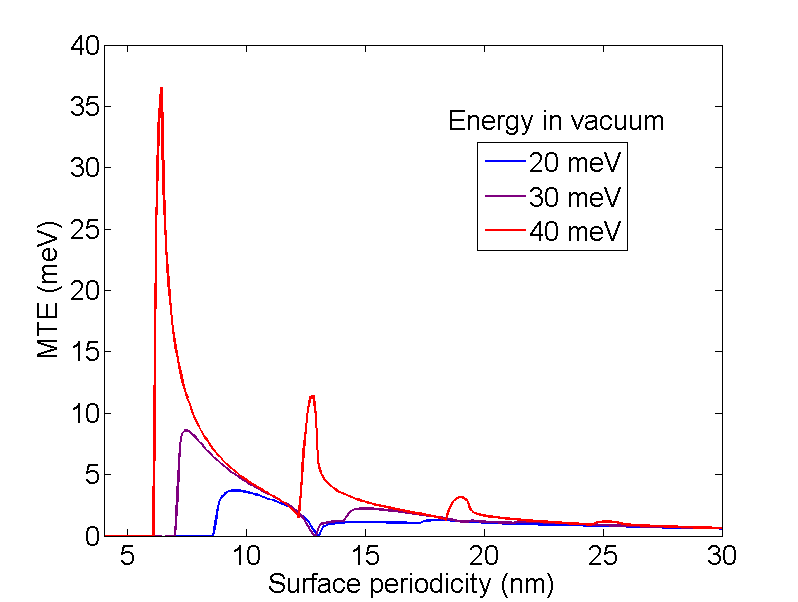 40
35
30
25
20
15
10
5
0
MTE (meV)
Energy in vacuum
20 meV
30 meV
40 meV
5 10 15 20 25 30
Surface periodicity (nm)